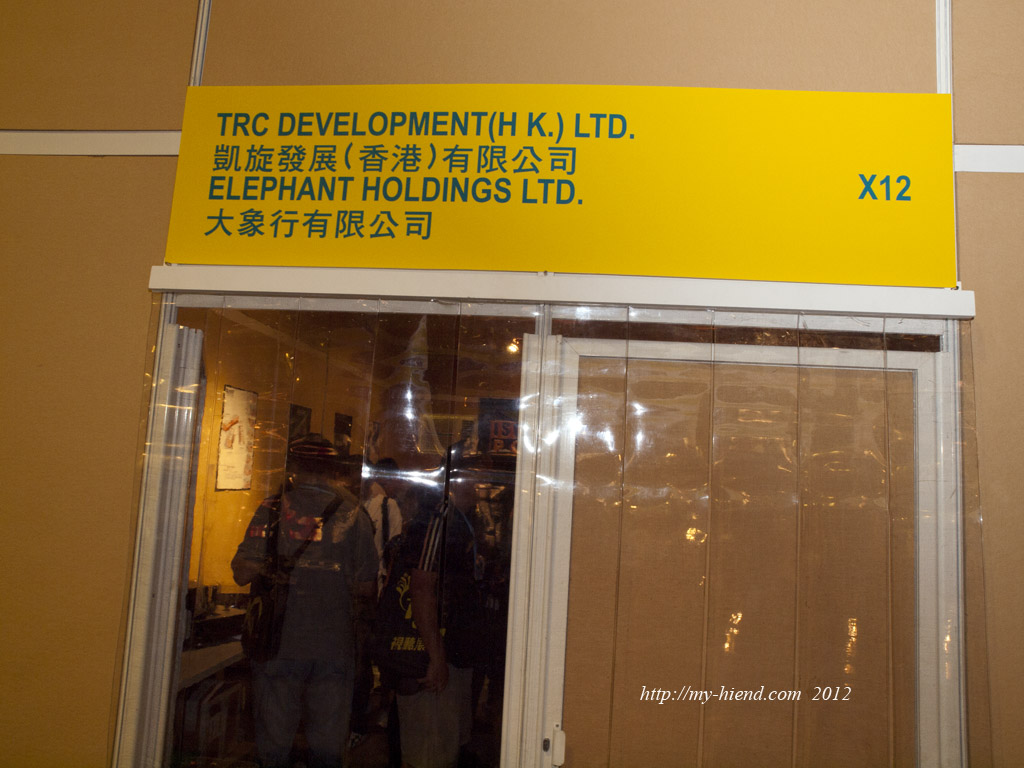 TRC DEVELOPMENT(H K.) LTD.
凱旋發展(香港)有限公司
ELEPHANT HOLDINGS LTD.
大象行有限公司
X12
http://my-hiend.com 2012